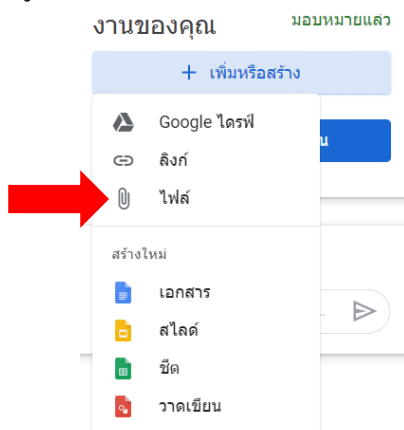 งานของคุณ
มอบหมายแล้ว
+ เพิ่มหรือสร้าง
Google ไดรฟ์
ลิงก์
ไฟล์
สร้างใหม่
เอกสาร
สไลด์
ชีต
วาดเขียน